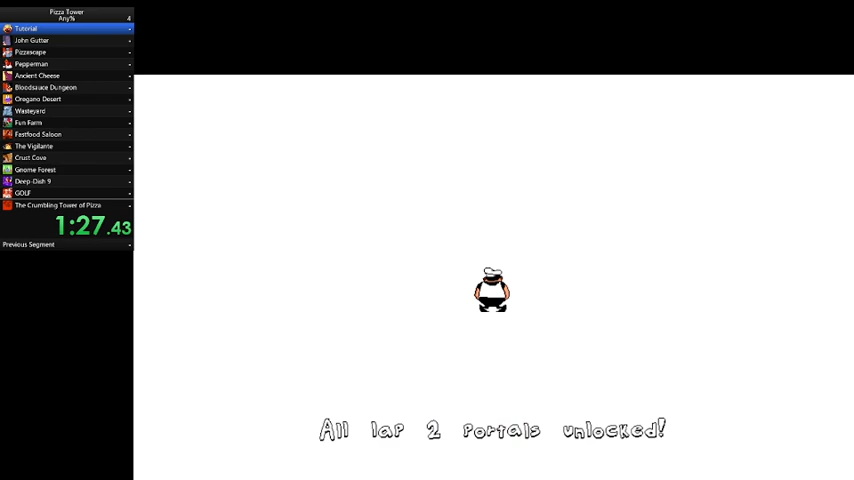 Pizza Tower
Any% 4
Tutorial -
John Gutter -
Pizzascape -
Pepperman -
Ancient Cheese -
Bloodsauce Dungeon -
Oregano Desert -
Wasteyard -
Fun Farm -
Fastfood Saloon -
The Vigilante -
Crust Cove -
Gnome Forest -
Deep-Dish 9 -
GOLF -
The Crumbling Tower of Pizza -
1:27.43
Previous Segment -
All lap 2 portals unlocked!